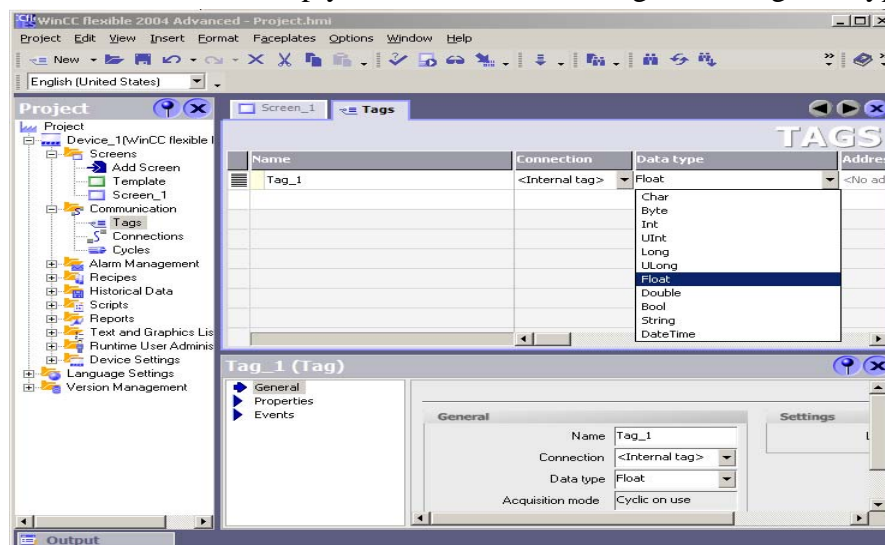 WinCC flexible 2004 Advanced - Project.hmi
Project Edit View Insert Format Faceplates Options Window Help
New
English (United States)
Project
Screen_1
Tags
TAGS
Project
Device_1(WinCC flexible
Screens
Add Screen
Template
Screen_1
Communication
Tags
Connections
Cycles
Alarm Management
Recipes
Historical Data
Scripts
Reports
Text and Graphics Lis
Runtime User Adminis
Device Settings
Language Settings
Version Management
Name Connection Data type Addres
Tag_1 <Internal tag> Float <No ad
Char
Byte
Int
UInt
Long
ULong
Float
Double
Bool
String
DateTime
Tag_1 (Tag)
General
Properties
Events
General
Settings
Name Tag_1
Connection <Internal tag>
Data type Float
Acquisition mode Cyclic on use
Output